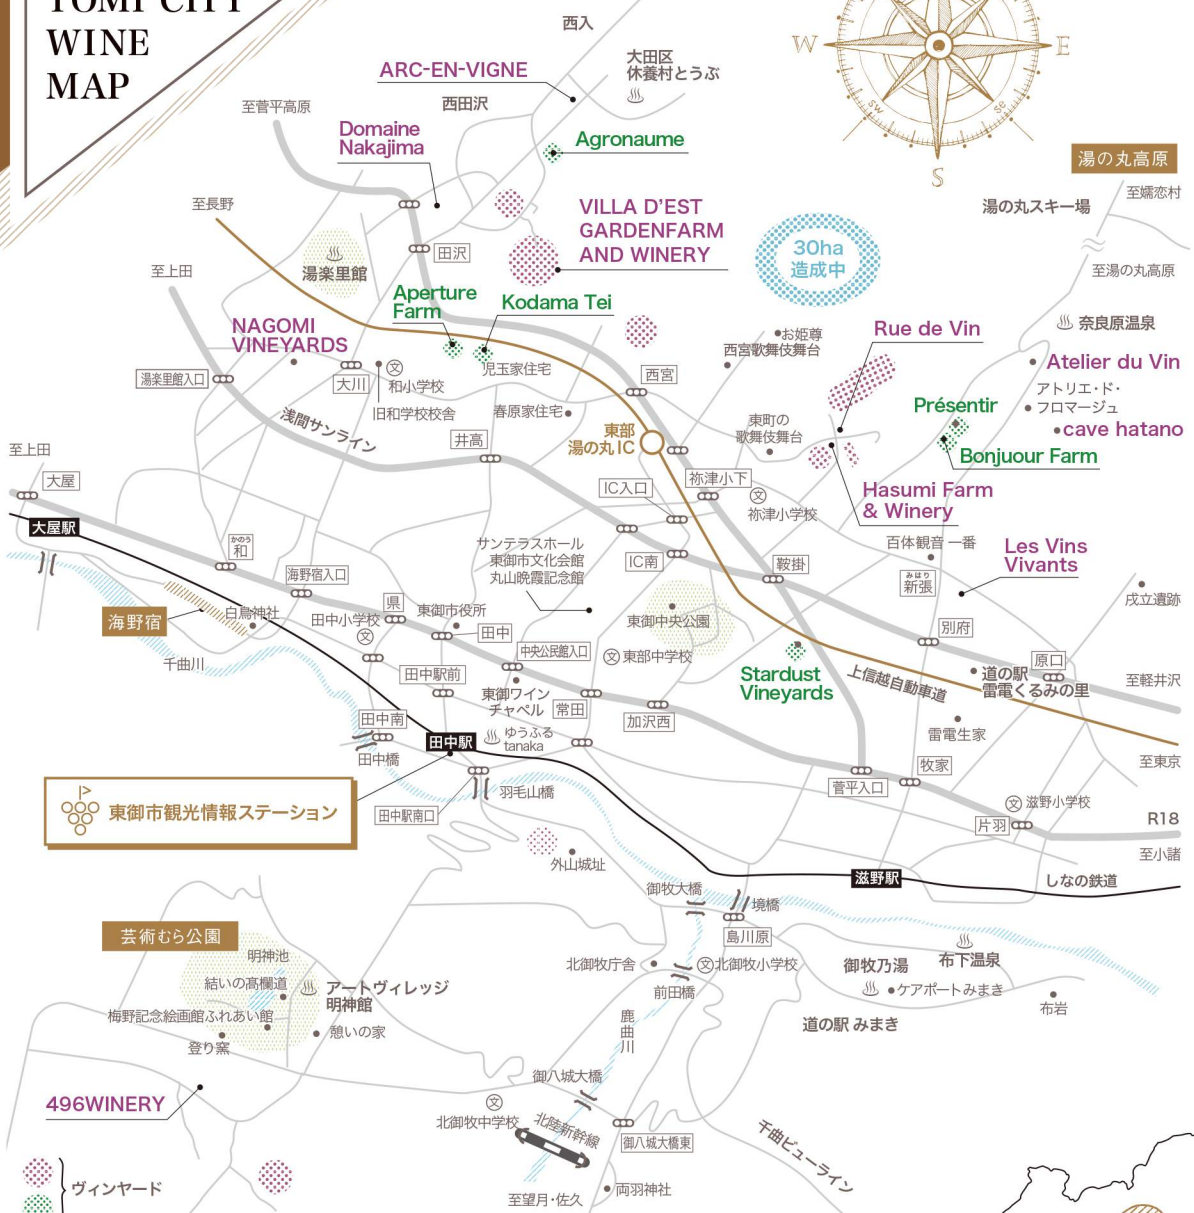 TOMI CITY
WINE
MAP
W
E
S
sw
se
西入
大田区
休養村とうぶ
ARC-EN-VIGNE
西田沢
至菅平高原
Domaine
Nakajima
Agronaume
湯の丸高原
至嬬恋村
湯の丸スキー場
至長野
VILLA D'EST
GARDENFARM
AND WINERY
30ha
造成中
田沢
湯楽里館
至上田
至湯の丸高原
Aperture
Farm
Kodama Tei
奈良原温泉
NAGOMI
VINEYARDS
Rue de Vin
お姫尊
西宮歌舞伎舞台
Atelier du Vin
湯楽里館入口
大川
文
和小学校
児玉家住宅
西宮
アトリエ・ド・
フロマージュ
旧和学校校舎
春原家住宅
Présentir
cave hatano
浅間サンライン
井高
東部
湯の丸IC
東町の
歌舞伎舞台
Bonjuour Farm
至上田
大屋
IC入口
祢津小下
文
祢津小学校
Hasumi Farm
& Winery
大屋駅
かのう
和
サンテラスホール
東御市文化会館
丸山晩霞記念館
IC南
鞍掛
百体観音 一番
Les Vins
Vivants
みはり
新張
海野宿入口
海野宿
白鳥神社
県
田中小学校
文
東御市役所
田中
東御中央公園
戌立遺跡
別府
千曲川
中央公民館入口
文
東部中学校
原口
田中駅前
Stardust
Vineyards
上信越自動車道
道の駅
雷電くるみの里
至軽井沢
東御ワイン
チャペル
常田
加沢西
田中南
田中駅
ゆうふる
tanaka
雷電生家
田中橋
至東京
牧家
菅平入口
東御市観光情報ステーション
田中駅南口
羽毛山橋
文
滋野小学校
片羽
R18
至小諸
外山城址
滋野駅
しなの鉄道
御牧大橋
境橋
島川原
芸術むら公園
明神池
結いの高欄道
アートヴィレッジ
明神館
北御牧庁舎
文
北御牧小学校
御牧乃湯
布下温泉
ケアポートみまき
前田橋
布岩
梅野記念絵画館ふれあい館
憩いの家
登り窯
鹿曲川
道の駅 みまき
御八城大橋
496WINERY
文
北御牧中学校
北陸新幹線
御八城大橋東
千曲ビューライン
ヴィンヤード
両羽神社
至望月・佐久